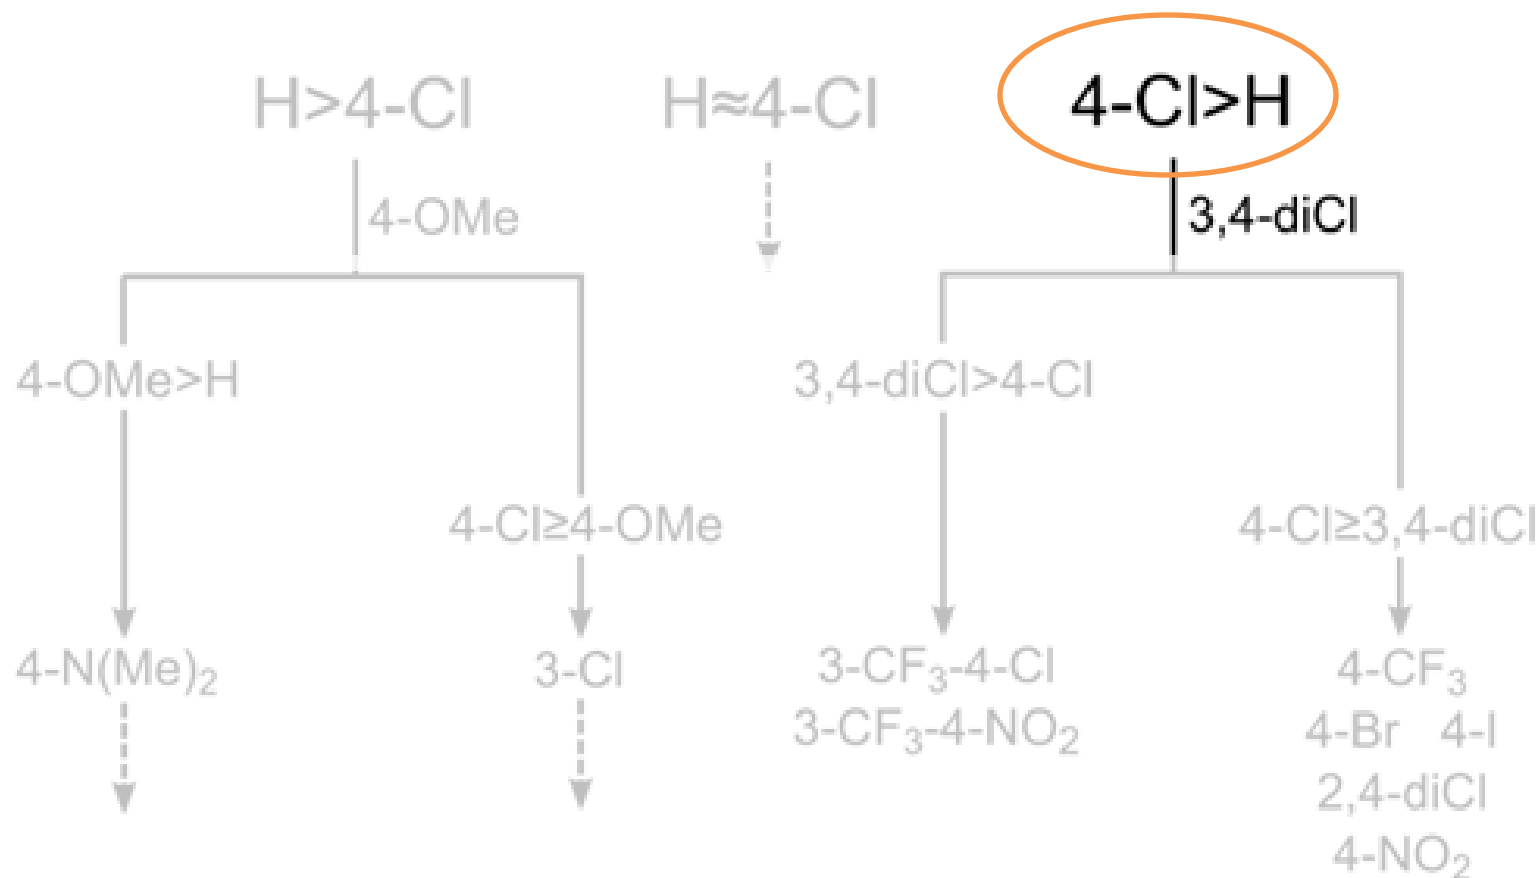 H>4-Cl
H≈4-Cl
4-Cl>H
4-OMe
3,4-diCl
4-OMe>H
3,4-diCl>4-Cl
4-Cl≥4-OMe
4-Cl≥3,4-diCl
4-N(Me)₂
3-Cl
3-CF₃-4-Cl
4-CF₃
3-CF₃-4-NO₂
4-Br 4-I
2,4-diCl
4-NO₂